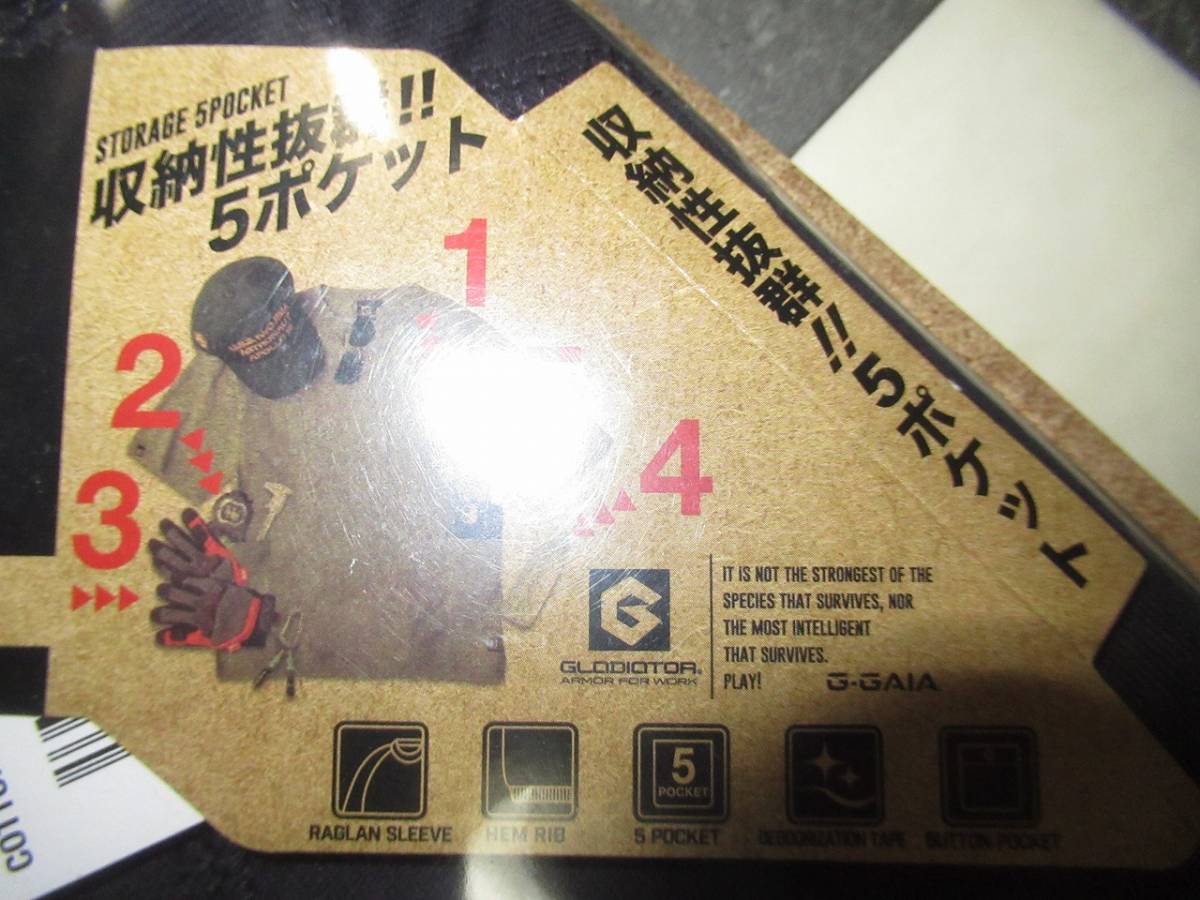 STORAGE 5POCKET
収納性抜群!!
5ポケット
収納性抜群!!5ポケット
1
2
3
4
GLADIATOR®
ARMOR FOR WORK
IT IS NOT THE STRONGEST OF THE
SPECIES THAT SURVIVES, NOR
THE MOST INTELLIGENT
THAT SURVIVES.
PLAY!
G-GAIA
5
POCKET
RAGLAN SLEEVE
HEM RIB
5 POCKET
DEODORIZATION TAPE
BUTTON POCKET